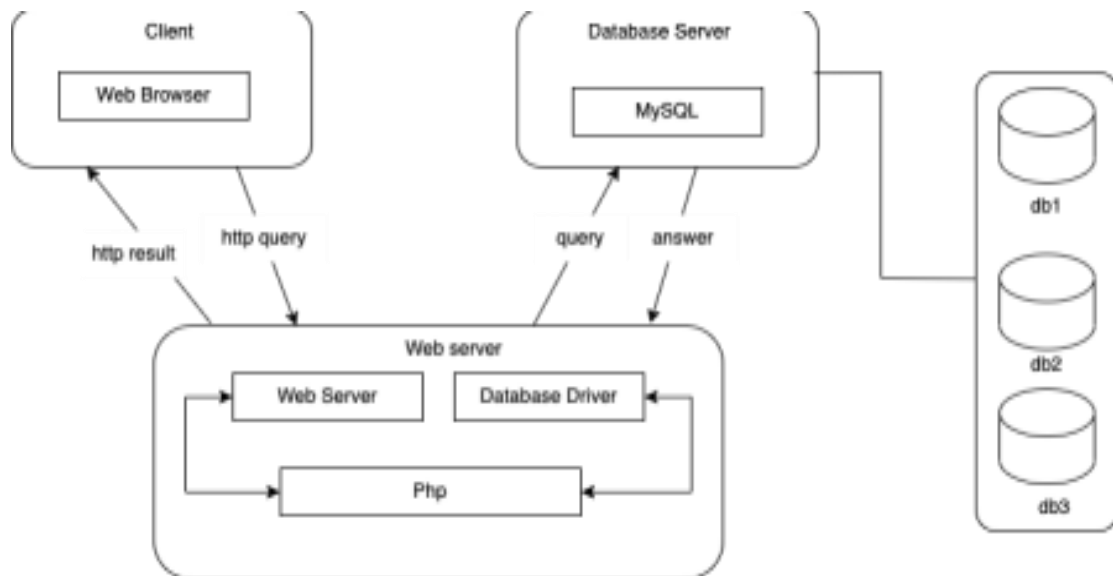 Client
Web Browser
Database Server
MySQL
db1
http result
http query
query
answer
Web server
Web Server
Database Driver
Php
db2
db3